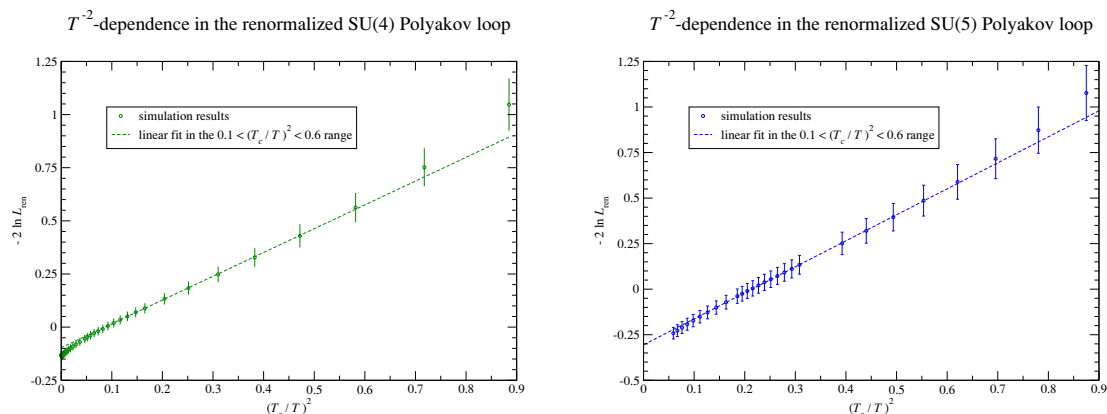 T⁻²-dependence in the renormalized SU(4) Polyakov loop
1.25
1
0.75
0.5
0.25
0
-0.25
- 2 ln L_ren
simulation results
linear fit in the 0.1 < (T_c / T)² < 0.6 range
0 0.1 0.2 0.3 0.4 0.5 0.6 0.7 0.8 0.9
(T_c / T)²
T⁻²-dependence in the renormalized SU(5) Polyakov loop
1.25
1
0.75
0.5
0.25
0
-0.25
-0.5
- 2 ln L_ren
simulation results
linear fit in the 0.1 < (T_c / T)² < 0.6 range
0 0.1 0.2 0.3 0.4 0.5 0.6 0.7 0.8 0.9
(T_c / T)²